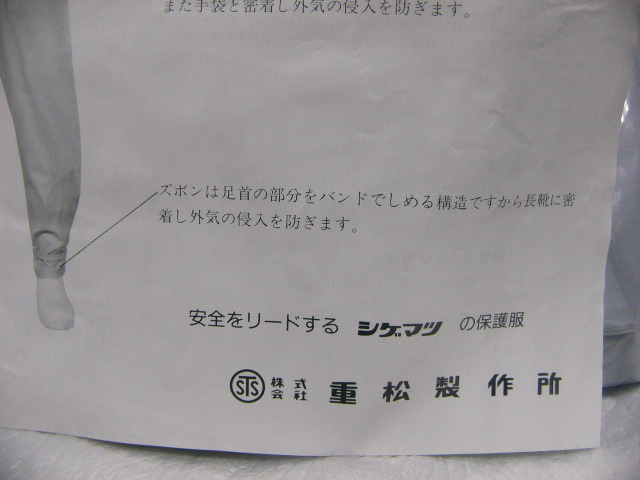 また手袋と密着し外気の侵入を防ぎます。
ズボンは足首の部分をバンドでしめる構造ですから長靴に密
着し外気の侵入を防ぎます。
安全をリードする シゲマツ の保護服
STS 株式会社 重松製作所